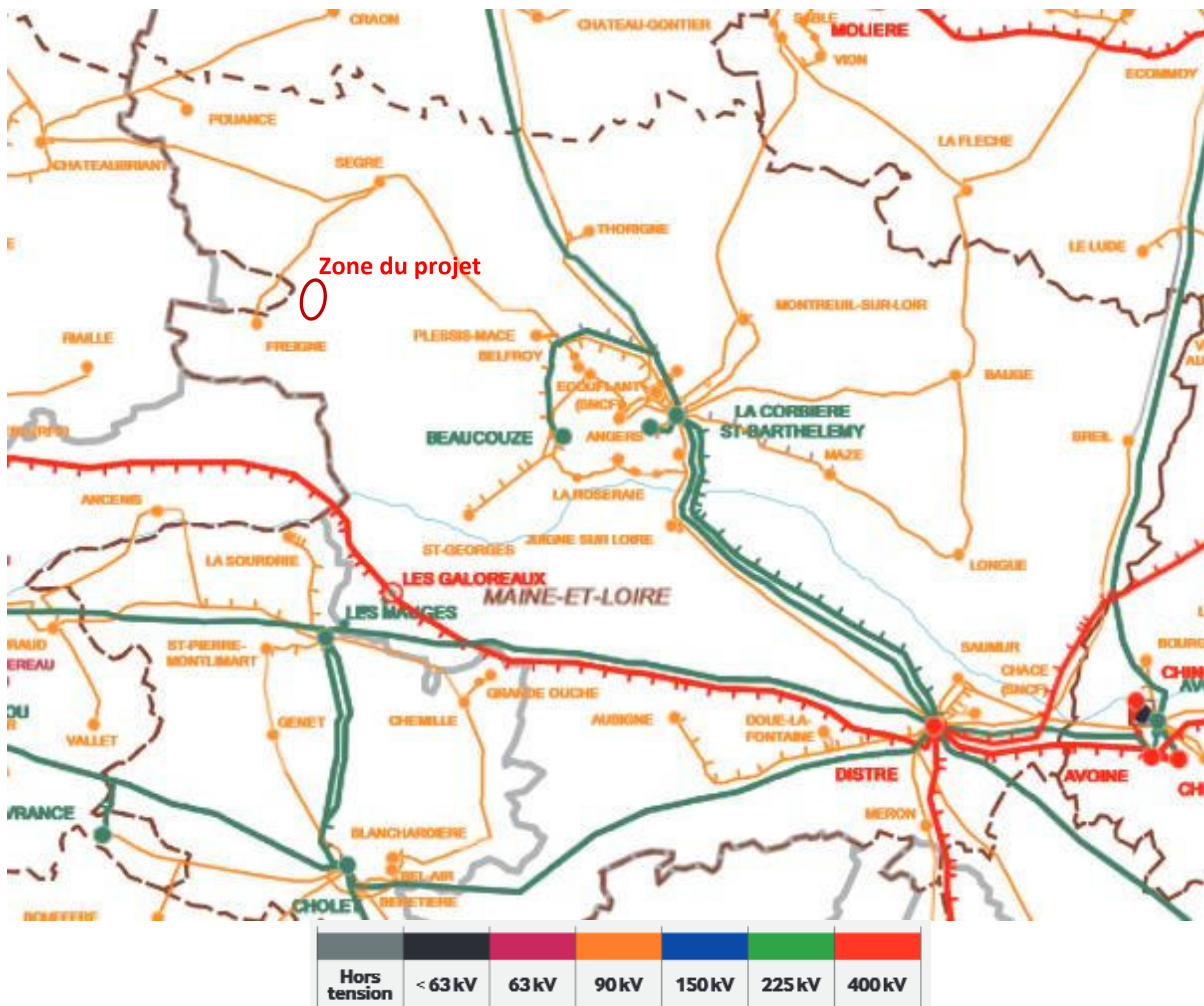 CRAON
CHATEAU-GONTIER
SABLE
MOLIERE
VION
ECOMMOY
POUANCE
CHATEAUBRIANT
SEGRE
LA FLECHE
THORIGNE
LE LUDE
Zone du projet
MONTREUIL-SUR-LOIR
FREIGNE
PLESSIS-MACE
BELFROY
RIAILLE
ECOUFLANT
(SNCF)
BAUGE
LA CORBIERE
ST-BARTHELEMY
BEAUCOUZE
ANGERS
BREIL
MAZE
ANCENIS
LA ROSERAIE
ST-GEORGES
JUIGNE SUR LOIRE
LA SOURDRIE
LONGUE
LES GALOREAUX
MAINE-ET-LOIRE
LES MAUGES
ST-PIERRE-
MONTLIMART
SAUMUR
CHACE
(SNCF)
GRANDE OUCHE
CHEMILLE
GENET
VALLET
AUBIGNE
DOUE-LA-
FONTAINE
DISTRE
AVOINE
MERON
BLANCHARDIERE
BEL-AIR
CHOLET
Hors
tension
< 63 kV
63 kV
90 kV
150 kV
225 kV
400 kV